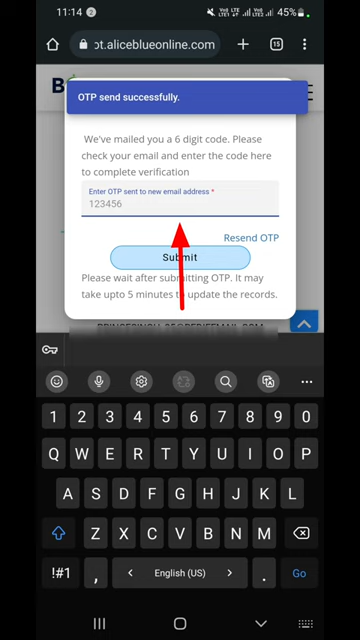 11:14 2 45%
ot.aliceblueonline.com 15
B
OTP send successfully.
We've mailed you a 6 digit code. Please
check your email and enter the code here
to complete verification
Enter OTP sent to new email address *
123456
Resend OTP
Submit
Please wait after submitting OTP. It may
take upto 5 minutes to update the records.
1 2 3 4 5 6 7 8 9 0
Q W E R T Y U I O P
A S D F G H J K L
Z X C V B N M
!#1 , English (US) . Go